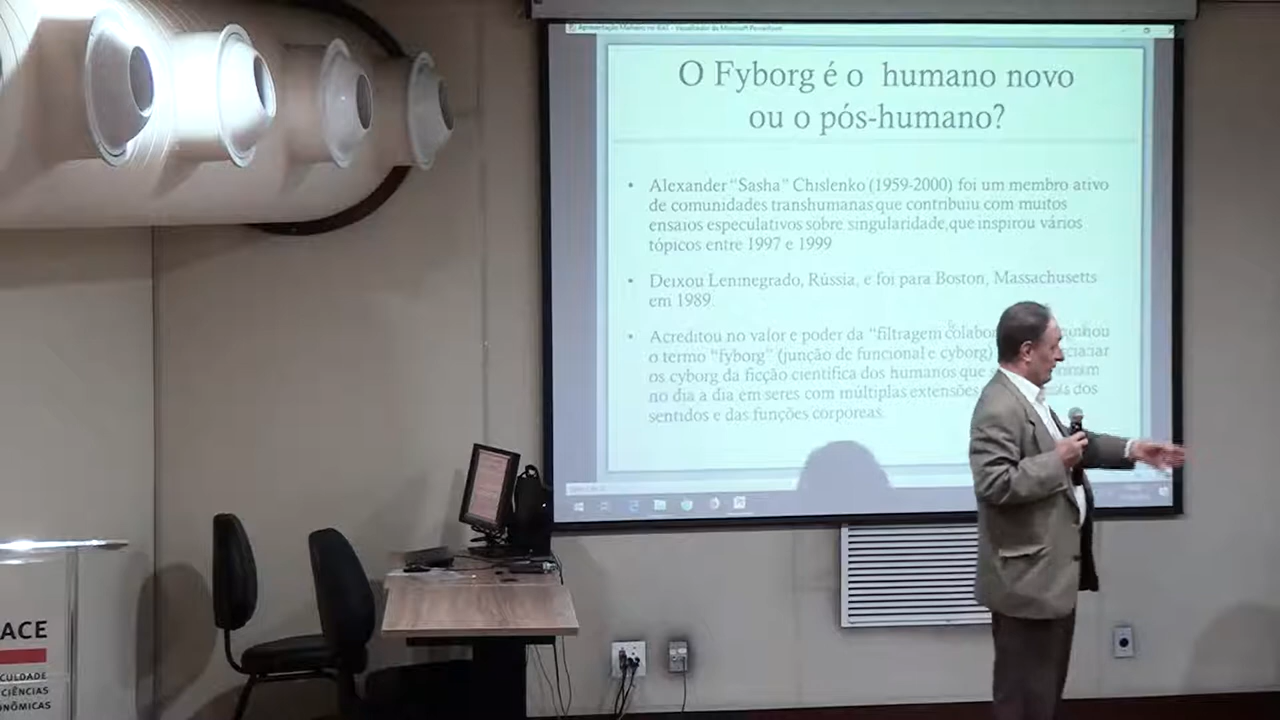 O Fyborg é o humano novo
ou o pós-humano?
• Alexander "Sasha" Chislenko (1959-2000) foi um membro ativo
de comunidades transhumanas que contribuiu com muitos
ensaios especulativos sobre singularidade,que inspirou vários
tópicos entre 1997 e 1999
• Deixou Leninegrado, Rússia, e foi para Boston, Massachusetts
em 1989.
• Acreditou no valor e poder da "filtragem
o termo "fyborg" (junção de funcional e cyborg)
os cyborg da ficção cientifica dos humanos que
no dia a dia em seres com múltiplas extensões dos
sentidos e das funções corporeas.
ACE
CULDADE
CIÊNCIAS
NÔMICAS